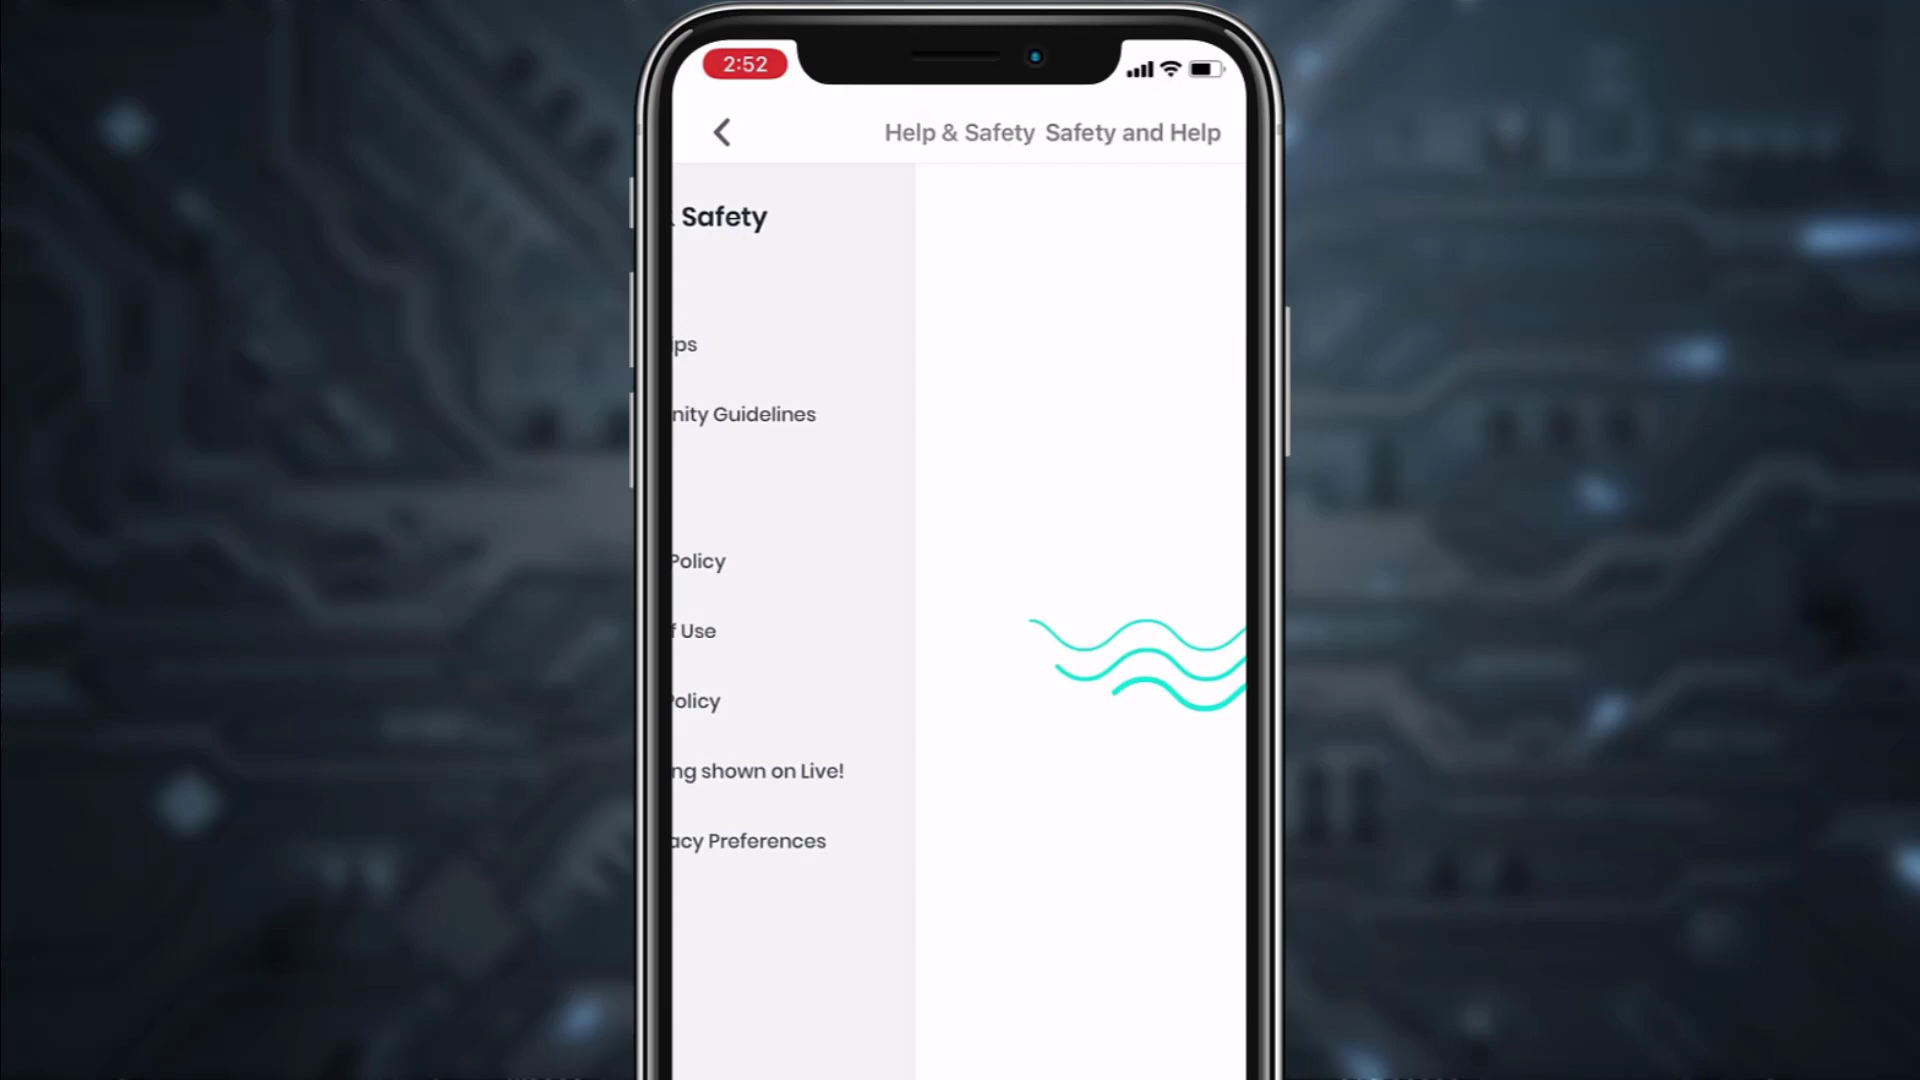 2:52
Help & Safety Safety and Help
Safety
ps
nity Guidelines
Policy
f Use
olicy
ng shown on Live!
acy Preferences